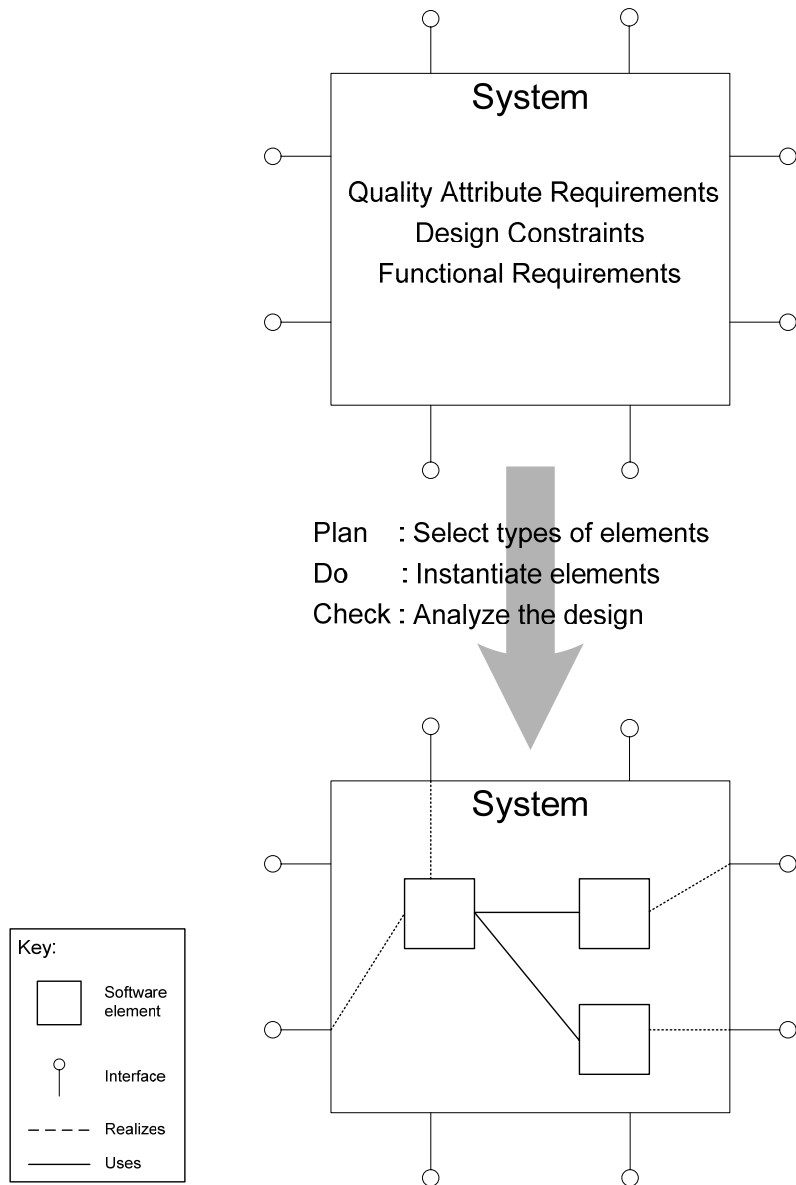 System
Quality Attribute Requirements
Design Constraints
Functional Requirements
Plan : Select types of elements
Do : Instantiate elements
Check : Analyze the design
System
Key:
Software
element
Interface
Realizes
Uses